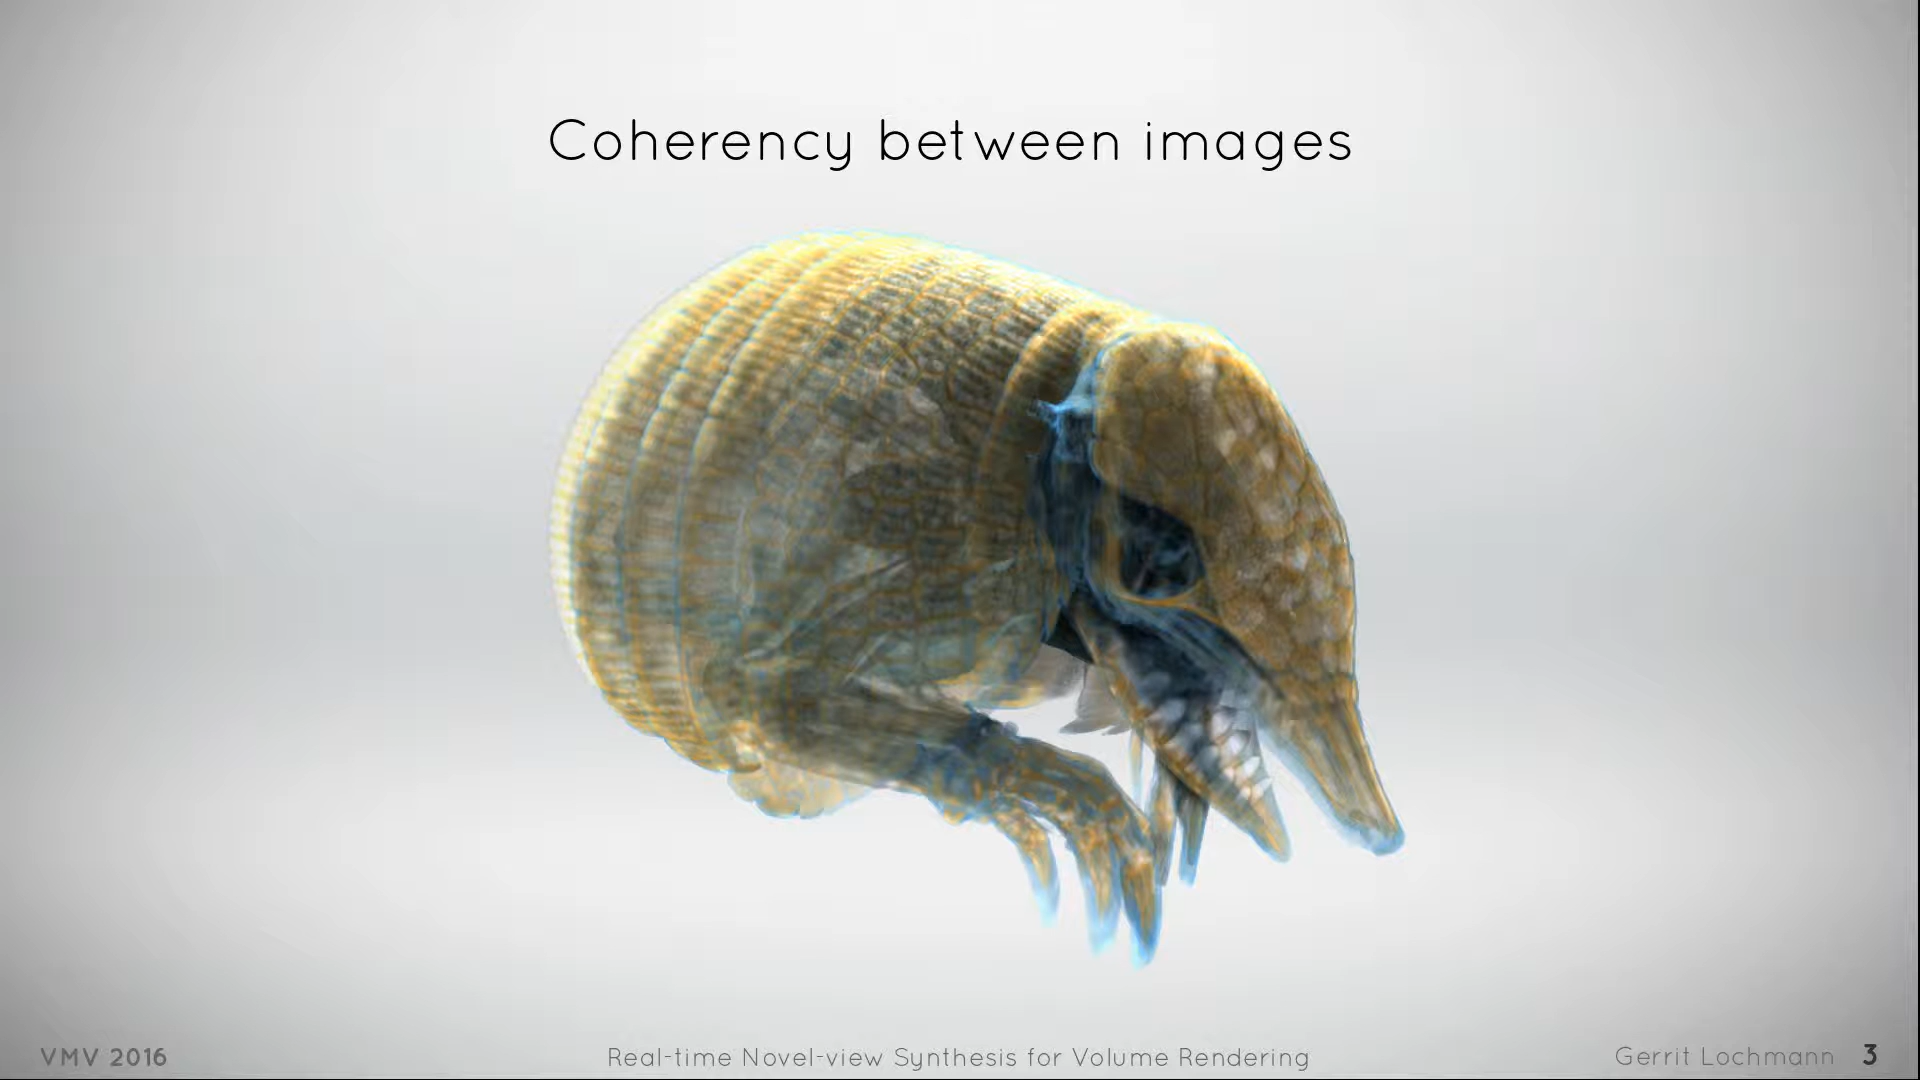 Coherency between images
VMV 2016
Real-time Novel-view Synthesis for Volume Rendering
Gerrit Lochmann 3